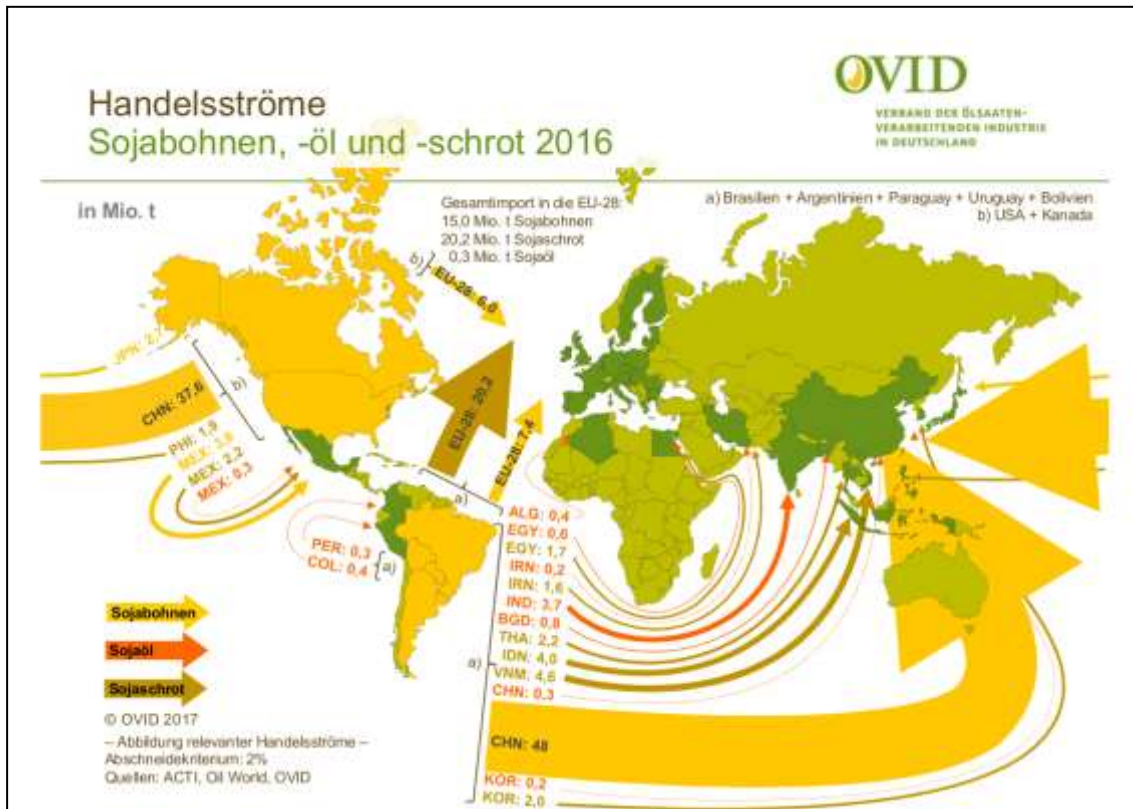 OVID
VERBAND DER ÖLSAATEN-
VERARBEITENDEN INDUSTRIE
IN DEUTSCHLAND
Handelsströme
Sojabohnen, -öl und -schrot 2016
in Mio. t
Gesamtimport in die EU-28:
15,0 Mio. t Sojabohnen
20,2 Mio. t Sojaschrot
0,3 Mio. t Sojaöl
a) Brasilien + Argentinien + Paraguay + Uruguay + Bolivien
b) USA + Kanada
b)
EU-28: 6,0
JPN: 2,7
CHN: 37,6
b)
PHI: 1,9
MEX: 3,6
MEX: 2,2
MEX: 0,3
EU-28: 20,2
EU-28: 7,4
a)
PER: 0,3
COL: 0,4
a)
ALG: 0,4
EGY: 0,6
EGY: 1,7
IRN: 0,2
IRN: 1,6
IND: 3,7
BGD: 0,8
THA: 2,2
IDN: 4,0
VNM: 4,6
CHN: 0,3
a)
CHN: 48
KOR: 0,2
KOR: 2,0
Sojabohnen
Sojaöl
Sojaschrot
© OVID 2017
– Abbildung relevanter Handelsströme –
Abschneidekriterium: 2%
Quellen: ACTI, Oil World, OVID